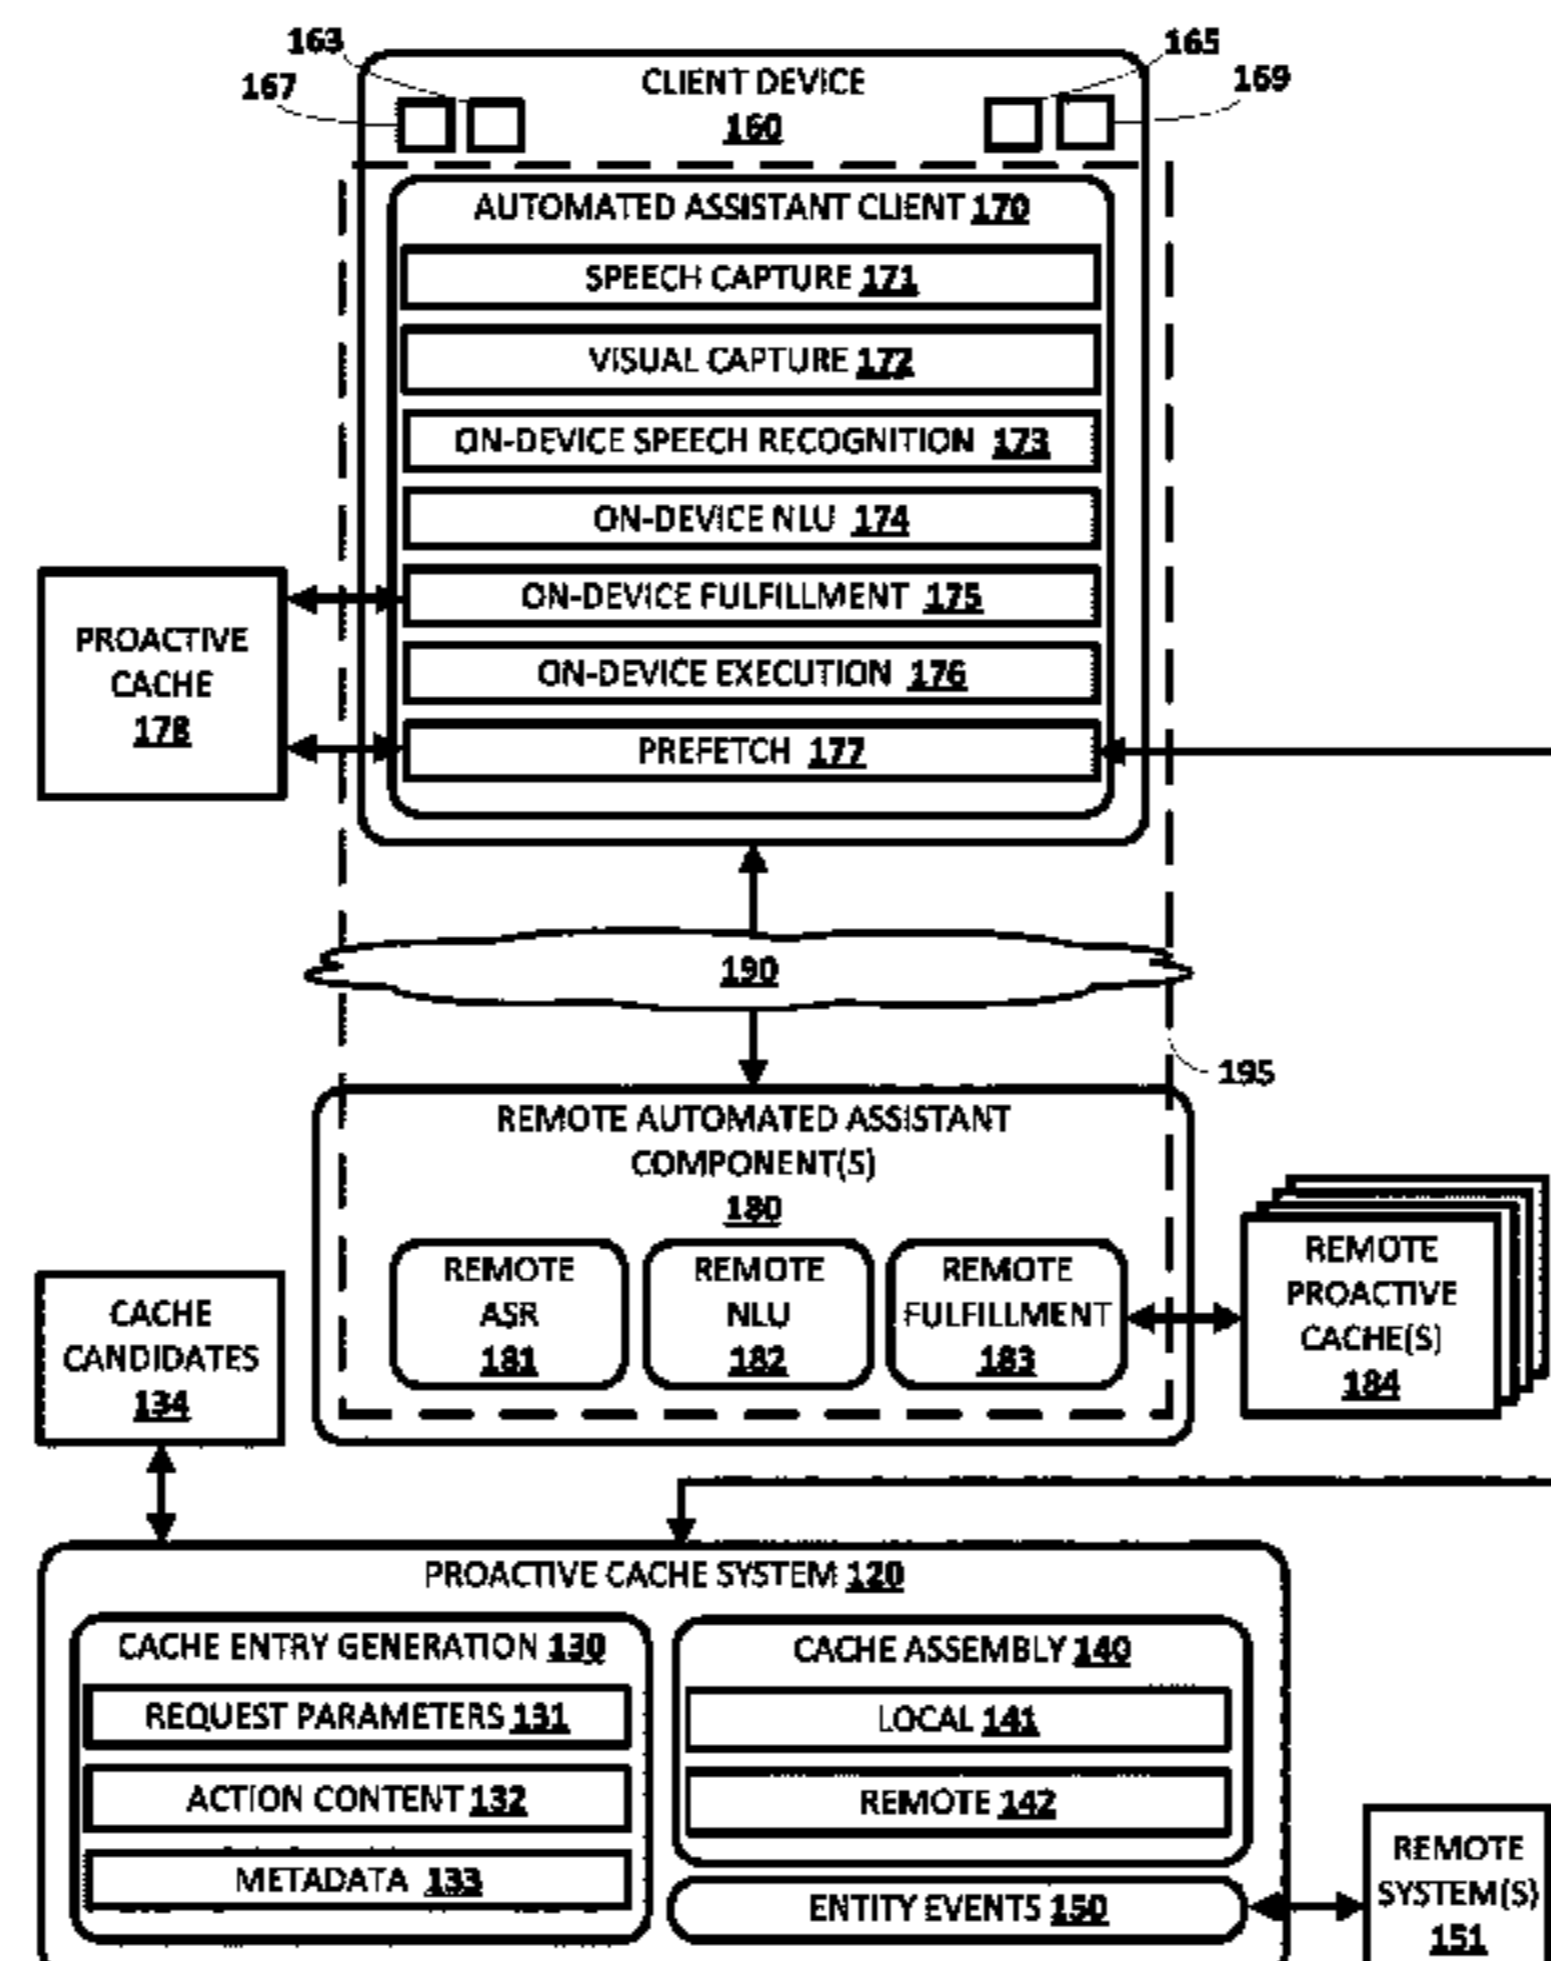 163
165
167
169
CLIENT DEVICE
160
AUTOMATED ASSISTANT CLIENT 170
SPEECH CAPTURE 171
VISUAL CAPTURE 172
ON-DEVICE SPEECH RECOGNITION 173
ON-DEVICE NLU 174
ON-DEVICE FULFILLMENT 175
ON-DEVICE EXECUTION 176
PREFETCH 177
PROACTIVE
CACHE
178
190
195
REMOTE AUTOMATED ASSISTANT
COMPONENT(S)
180
REMOTE
ASR
181
REMOTE
NLU
182
REMOTE
FULFILLMENT
183
REMOTE
PROACTIVE
CACHE(S)
184
CACHE
CANDIDATES
134
PROACTIVE CACHE SYSTEM 120
CACHE ENTRY GENERATION 130
REQUEST PARAMETERS 131
ACTION CONTENT 132
METADATA 133
CACHE ASSEMBLY 140
LOCAL 141
REMOTE 142
ENTITY EVENTS 150
REMOTE
SYSTEM(S)
151